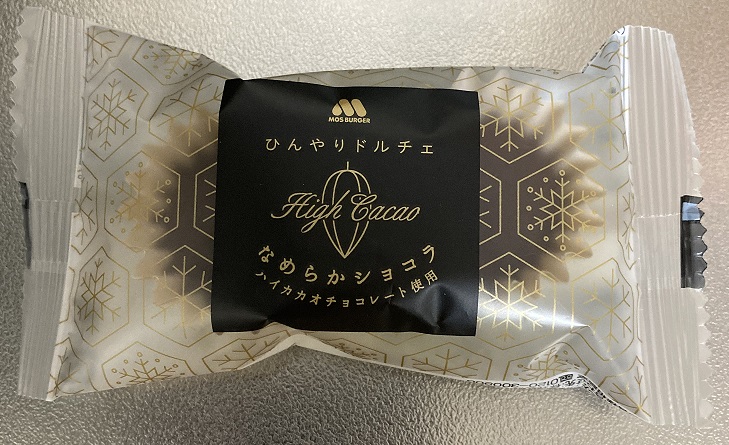 MOS BURGER
ひんやりドルチェ
High Cacao
なめらかショコラ
ハイカカオチョコレート使用